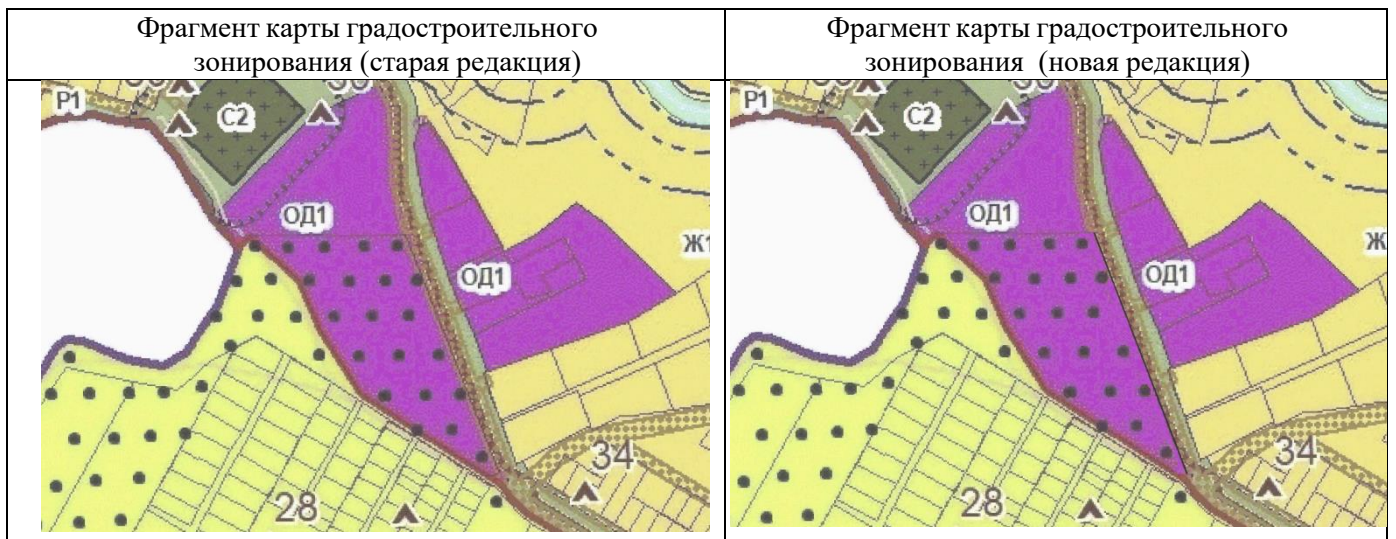 Фрагмент карты градостроительного
зонирования (старая редакция)
Фрагмент карты градостроительного
зонирования (новая редакция)
Р1
С2
ОД1
ОД1
Ж1
34
28
Р1
С2
ОД1
ОД1
Ж
34
28